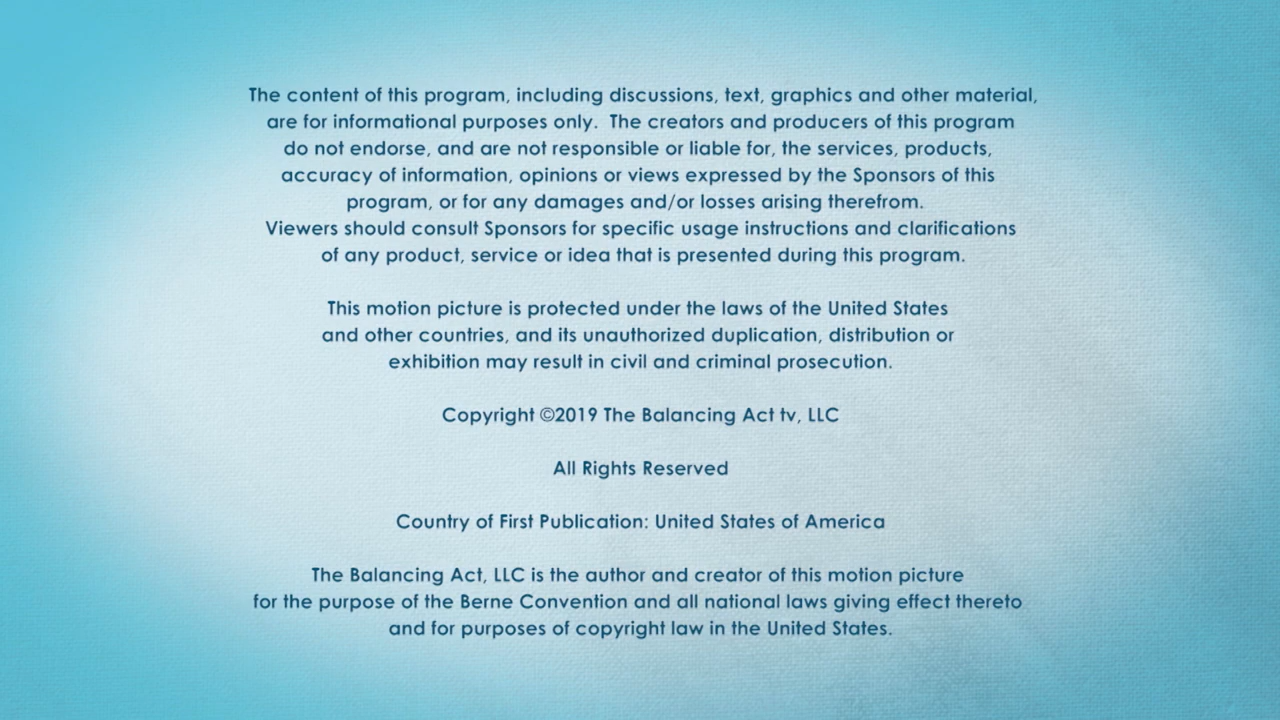 The content of this program, including discussions, text, graphics and other material,
are for informational purposes only.  The creators and producers of this program
do not endorse, and are not responsible or liable for, the services, products,
accuracy of information, opinions or views expressed by the Sponsors of this
program, or for any damages and/or losses arising therefrom.
Viewers should consult Sponsors for specific usage instructions and clarifications
of any product, service or idea that is presented during this program.
This motion picture is protected under the laws of the United States
and other countries, and its unauthorized duplication, distribution or
exhibition may result in civil and criminal prosecution.
Copyright ©2019 The Balancing Act tv, LLC
All Rights Reserved
Country of First Publication: United States of America
The Balancing Act, LLC is the author and creator of this motion picture
for the purpose of the Berne Convention and all national laws giving effect thereto
and for purposes of copyright law in the United States.